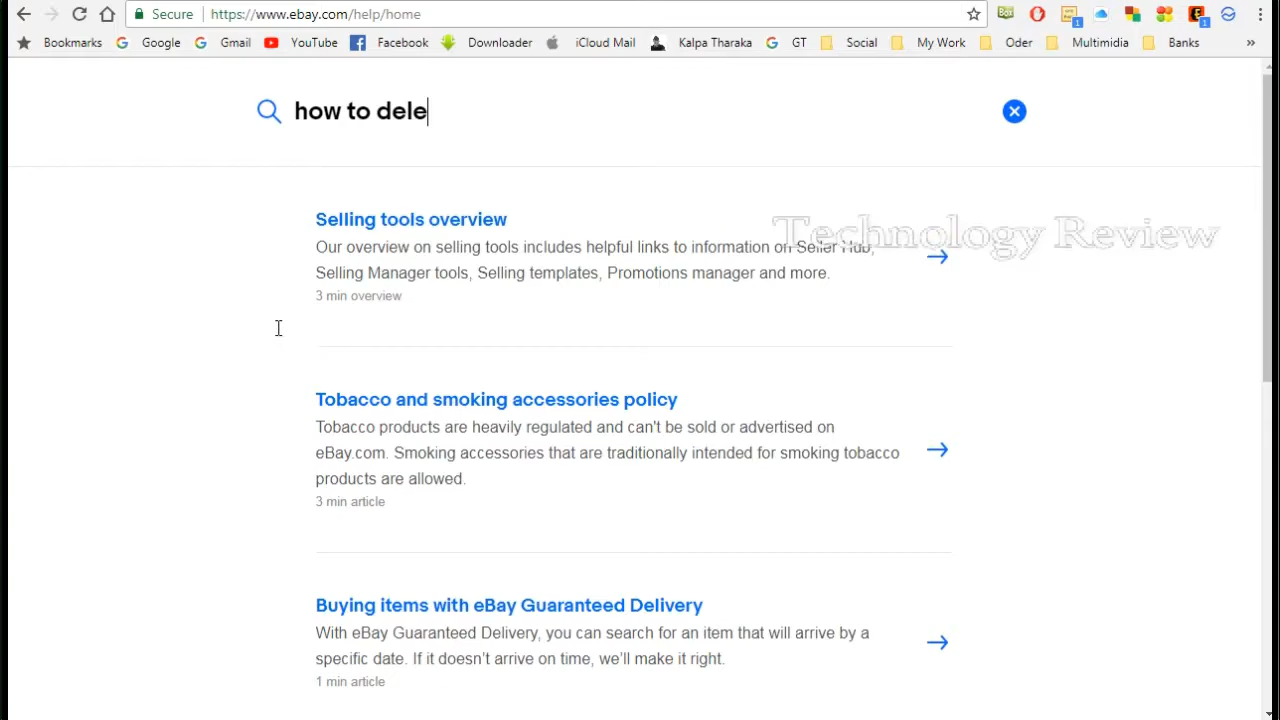 Secure https://www.ebay.com/help/home
Bookmarks Google Gmail YouTube Facebook Downloader iCloud Mail Kalpa Tharaka GT Social My Work Oder Multimidia Banks »
how to dele
Technology Review
Selling tools overview
Our overview on selling tools includes helpful links to information on Seller Hub,
Selling Manager tools, Selling templates, Promotions manager and more.
3 min overview
Tobacco and smoking accessories policy
Tobacco products are heavily regulated and can't be sold or advertised on
eBay.com. Smoking accessories that are traditionally intended for smoking tobacco
products are allowed.
3 min article
Buying items with eBay Guaranteed Delivery
With eBay Guaranteed Delivery, you can search for an item that will arrive by a
specific date. If it doesn’t arrive on time, we’ll make it right.
1 min article